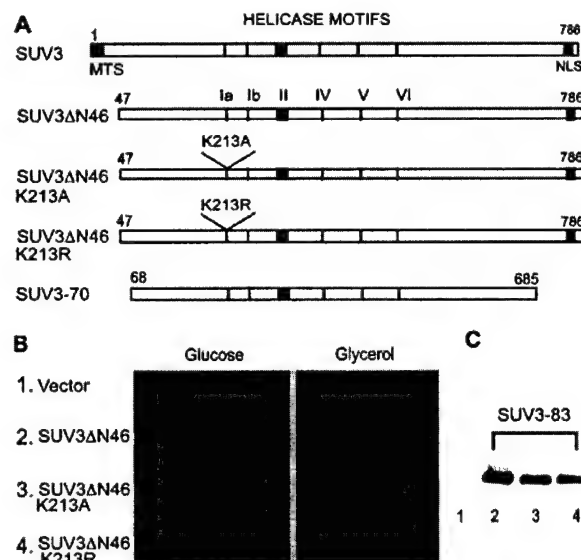 A
HELICASE MOTIFS
1
786
SUV3
MTS
NLS
Ia Ib II IV V VI
47
786
SUV3ΔN46
K213A
47
786
SUV3ΔN46
K213A
K213R
47
786
SUV3ΔN46
K213R
68
685
SUV3-70
B
Glucose
Glycerol
1. Vector
2. SUV3ΔN46
3. SUV3ΔN46
K213A
4. SUV3ΔN46
K213R
C
SUV3-83
1 2 3 4